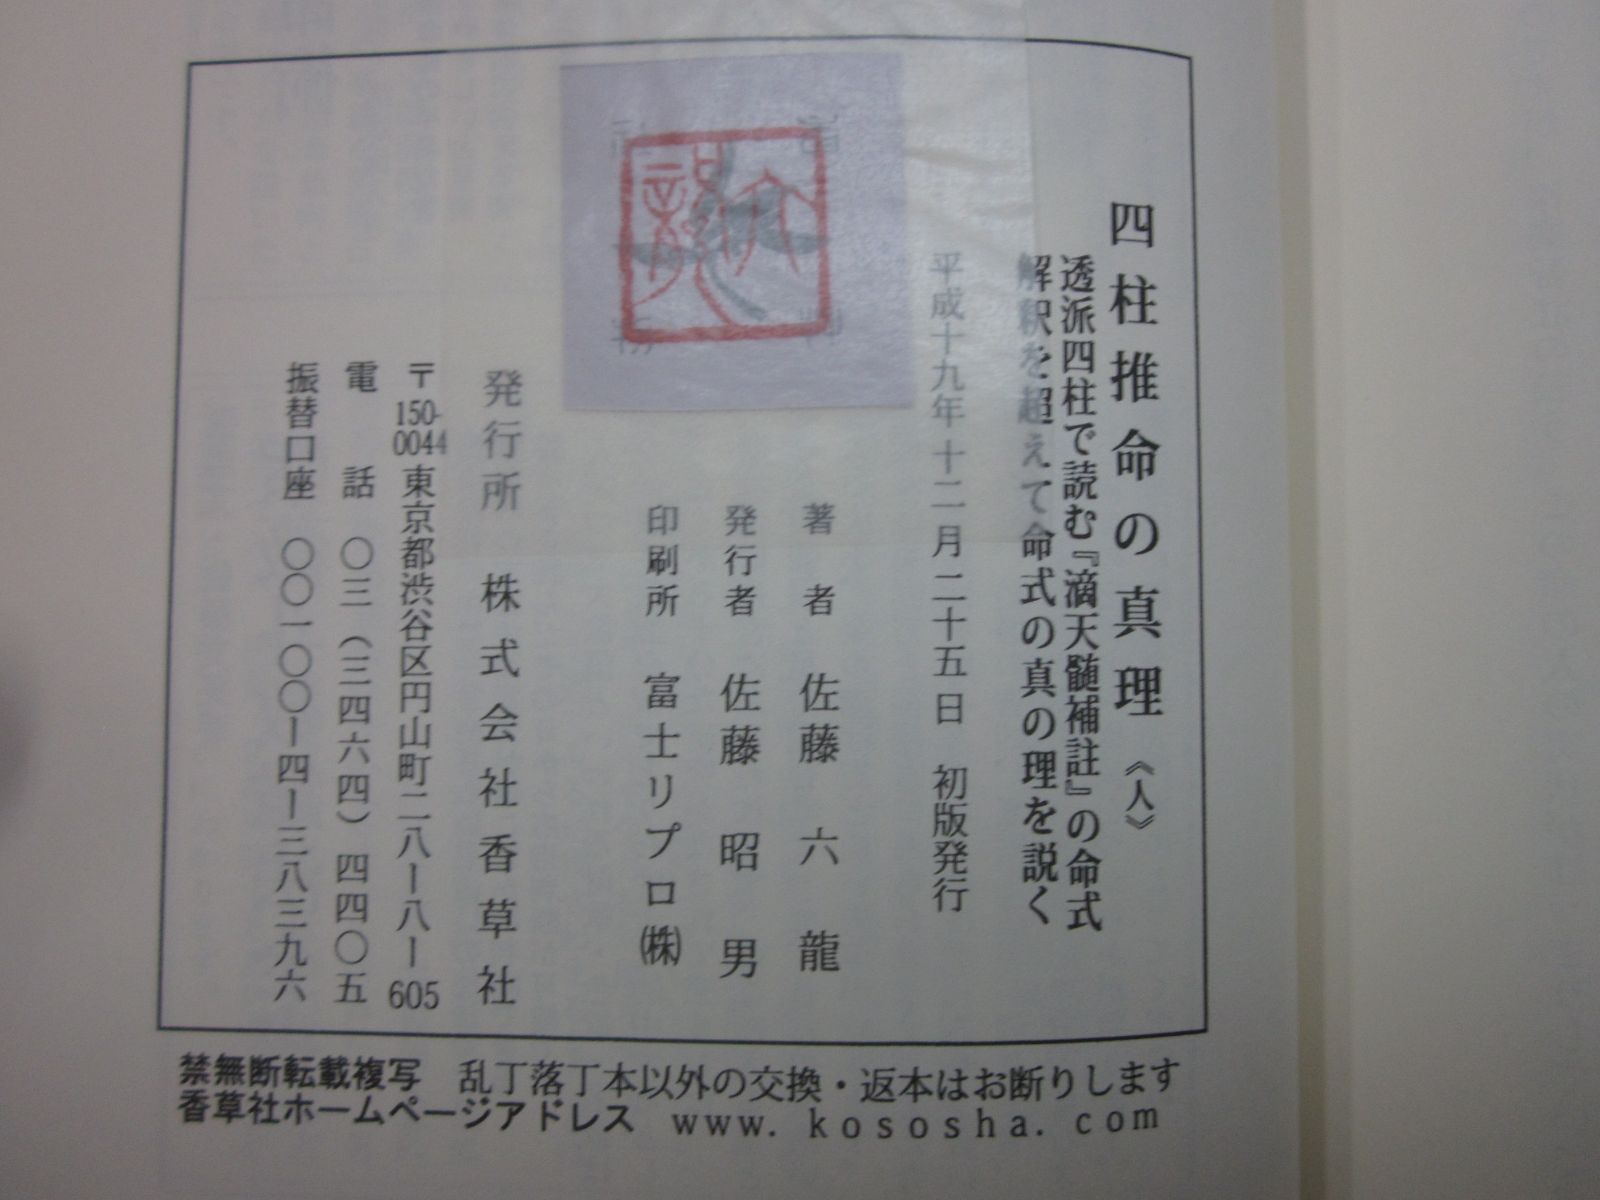 四柱推命の真理 《人》
透派四柱で読む『滴天髄補註』の命式
解釈を超えて命式の真の理を説く
平成十九年十二月二十五日 初版発行
著者 佐藤六龍
発行者 佐藤昭男
印刷所 富士リプロ㈱
発行所 株式会社香草社
〒150-0044 東京都渋谷区円山町二八ー八ー605
電話 〇三(三四六四)四四〇五
振替口座 〇〇一〇〇ー四ー三八三九六
禁無断転載複写 乱丁落丁本以外の交換・返本はお断りします
香草社ホームページアドレス www.kososha.com